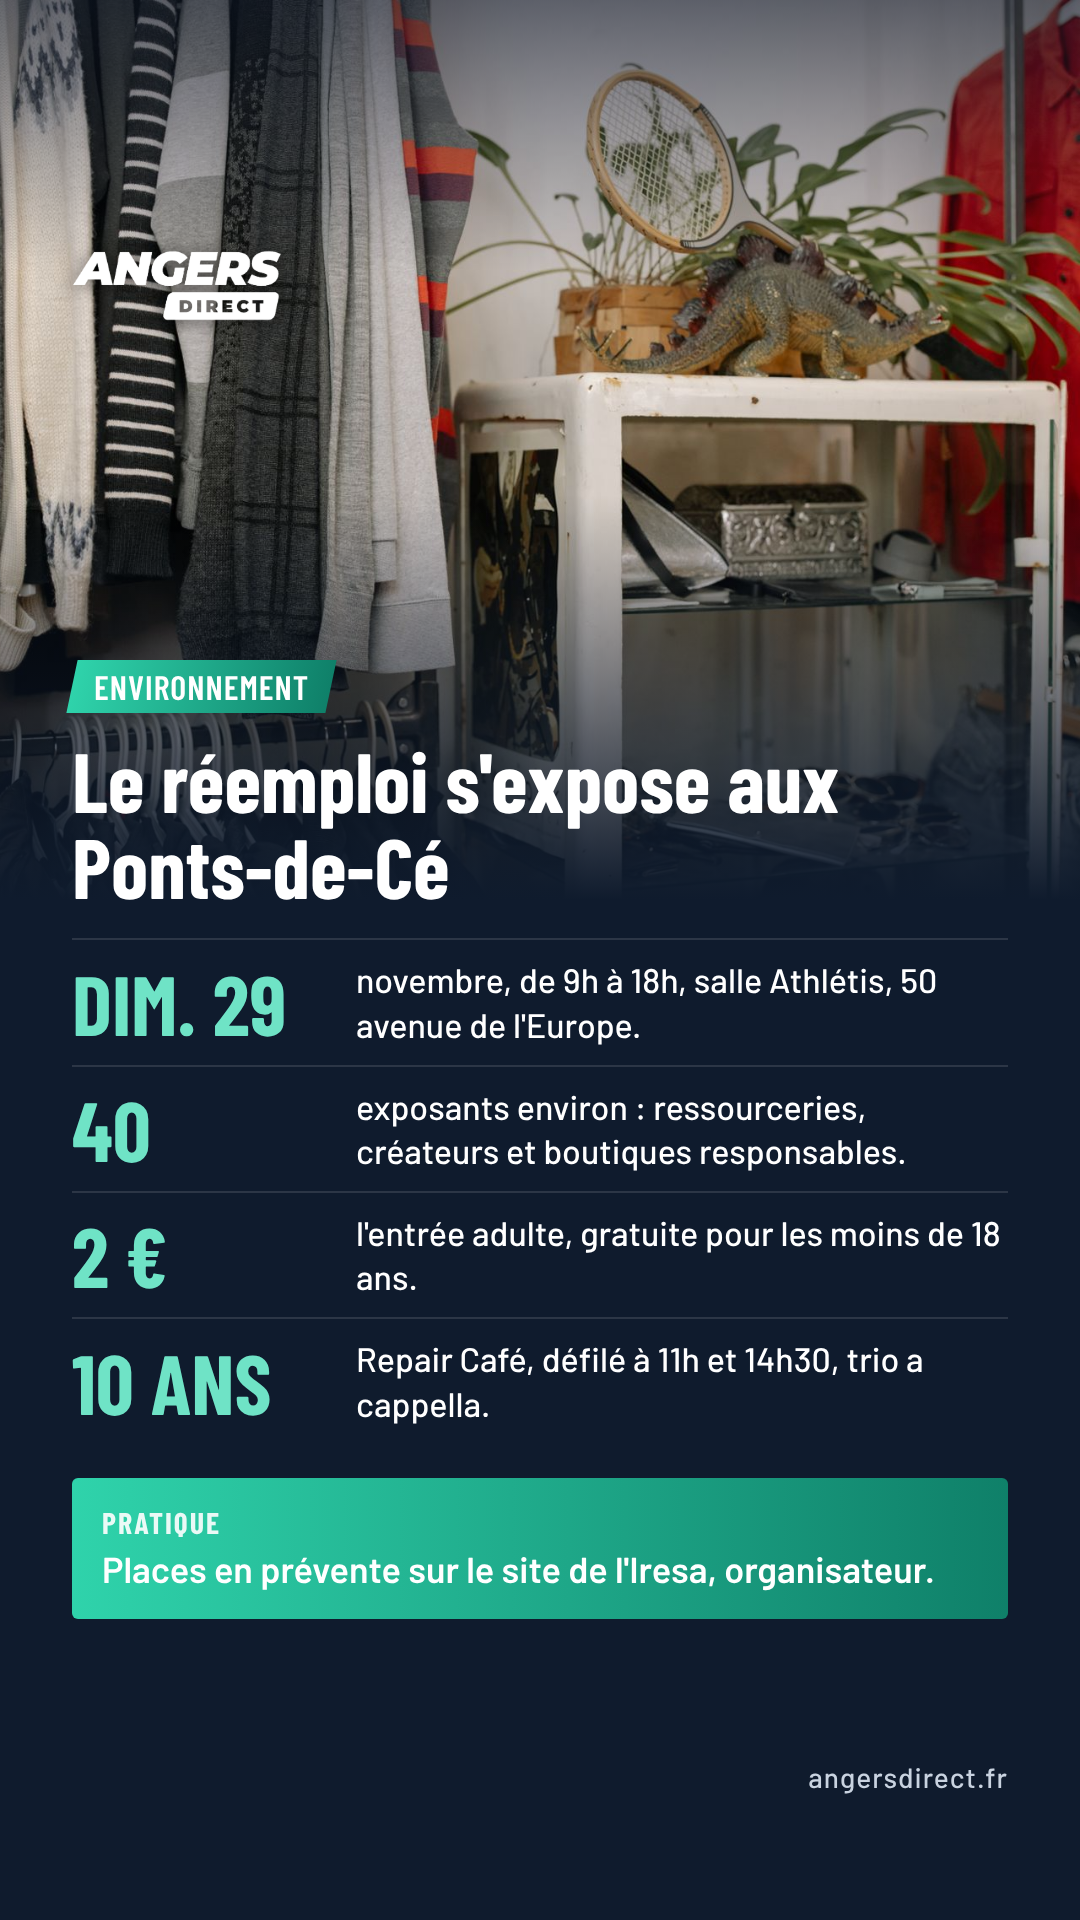 ANGERS
DIRECT
ENVIRONNEMENT
Le réemploi s'expose aux
Ponts-de-Cé
DIM. 29
novembre, de 9h à 18h, salle Athlétis, 50
avenue de l'Europe.
40
exposants environ : ressourceries,
créateurs et boutiques responsables.
2 €
l'entrée adulte, gratuite pour les moins de 18
ans.
10 ANS
Repair Café, défilé à 11h et 14h30, trio a
cappella.
PRATIQUE
Places en prévente sur le site de l'Iresa, organisateur.
angersdirect.fr